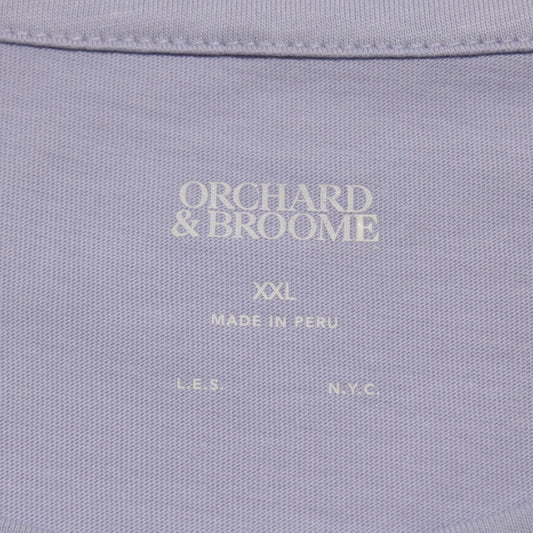 ORCHARD
& BROOME
XXL
MADE IN PERU
L.E.S. N.Y.C.